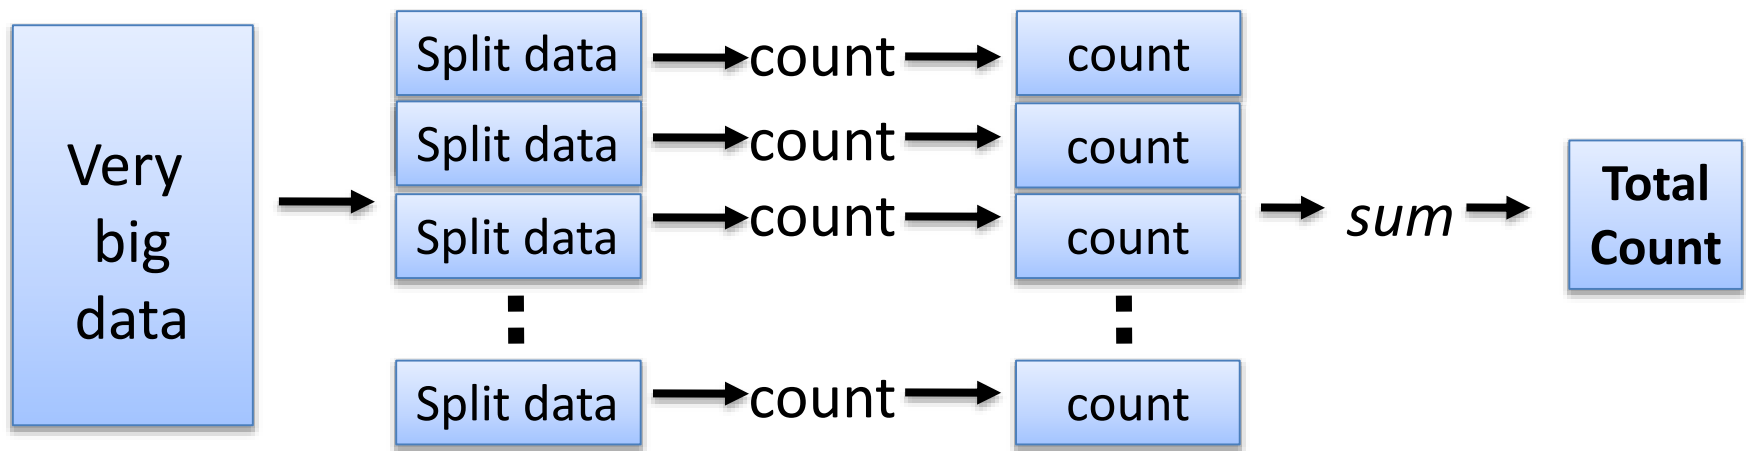 Very
big
data
Split data
count
count
Split data
count
count
Split data
count
count
Split data
count
count
sum
Total
Count